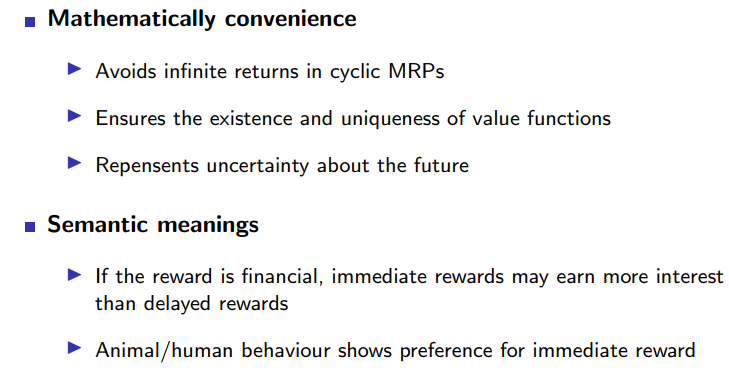 Mathematically convenience
Avoids infinite returns in cyclic MRPs
Ensures the existence and uniqueness of value functions
Repensents uncertainty about the future
Semantic meanings
If the reward is financial, immediate rewards may earn more interest
than delayed rewards
Animal/human behaviour shows preference for immediate reward